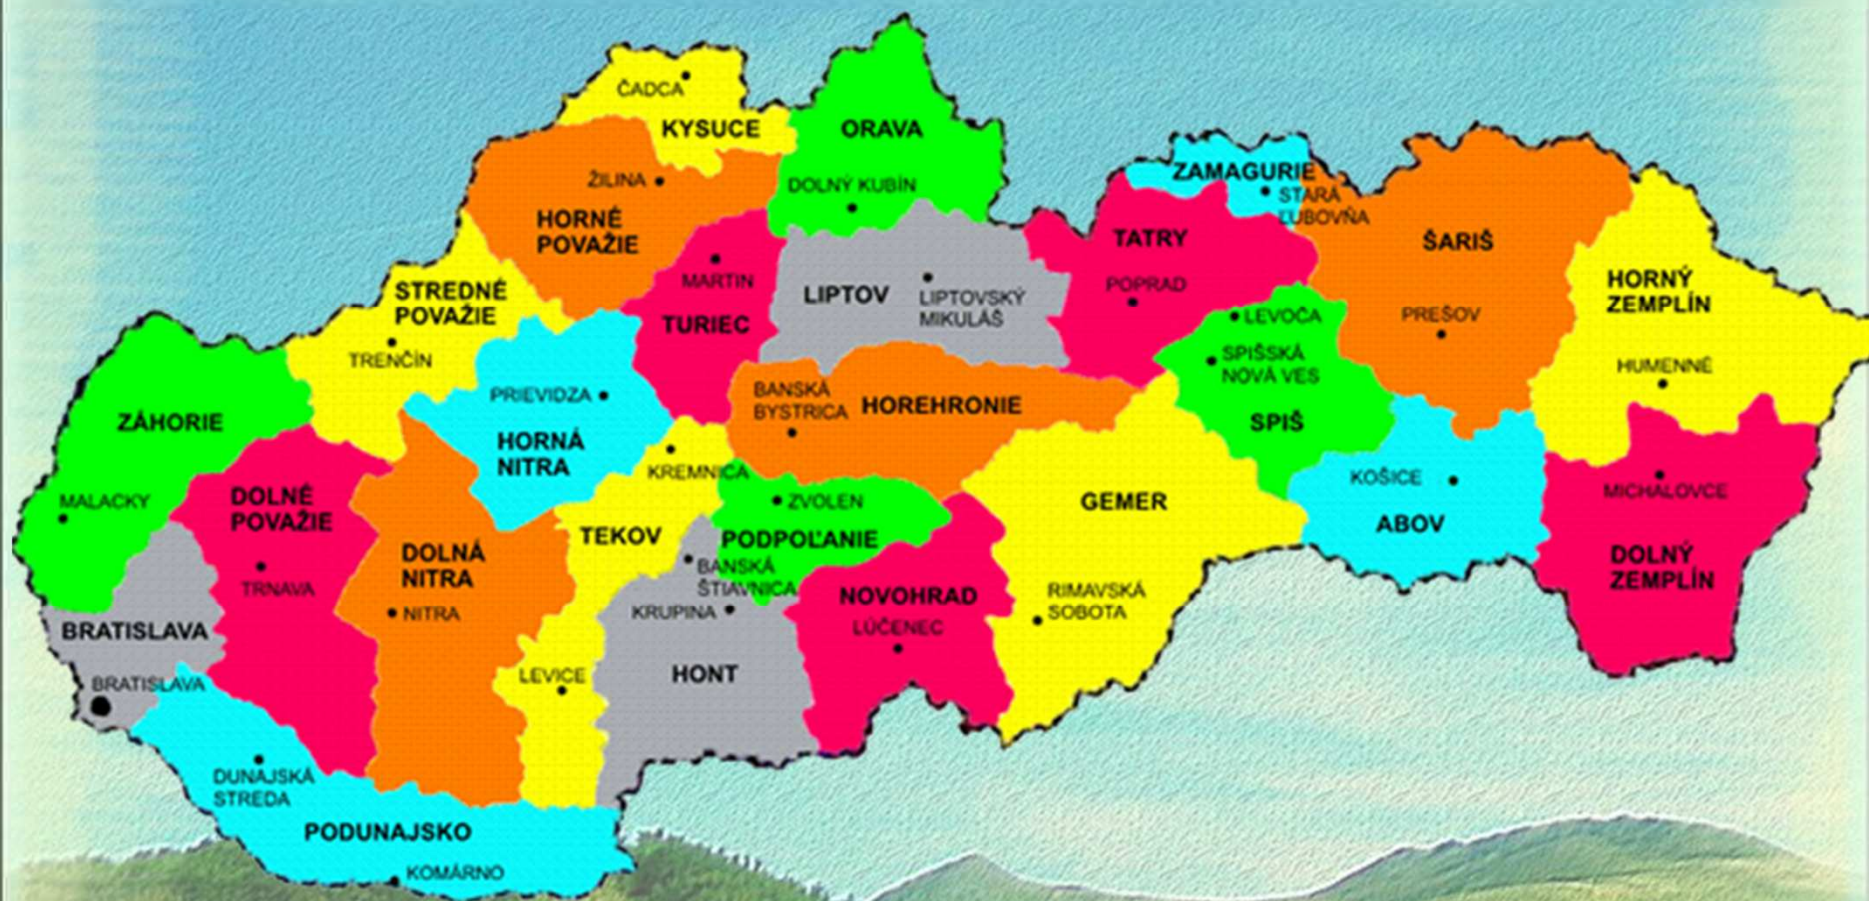 ČADCA
KYSUCE
ORAVA
ŽILINA
DOLNÝ KUBÍN
HORNÉ
POVAŽIE
ZAMAGURIE
STARÁ
ĽUBOVŇA
TATRY
ŠARIŠ
MARTIN
POPRAD
HORNÝ
ZEMPLÍN
STREDNÉ
POVAŽIE
LIPTOV
LIPTOVSKÝ
MIKULÁŠ
TURIEC
LEVOČA
PREŠOV
TRENČÍN
SPIŠSKÁ
NOVÁ VES
HUMENNÉ
PRIEVIDZA
BANSKÁ
BYSTRICA
HOREHRONIE
ZÁHORIE
SPIŠ
HORNÁ
NITRA
KREMNICA
KOŠICE
MICHALOVCE
MALACKY
DOLNÉ
POVAŽIE
ZVOLEN
GEMER
ABOV
TEKOV
PODPOĽANIE
DOLNÁ
NITRA
BANSKÁ
ŠTIAVNICA
DOLNÝ
ZEMPLÍN
TRNAVA
NOVOHRAD
RIMAVSKÁ
SOBOTA
NITRA
KRUPINA
LÚČENEC
BRATISLAVA
HONT
LEVICE
BRATISLAVA
DUNAJSKÁ
STREDA
PODUNAJSKO
KOMÁRNO